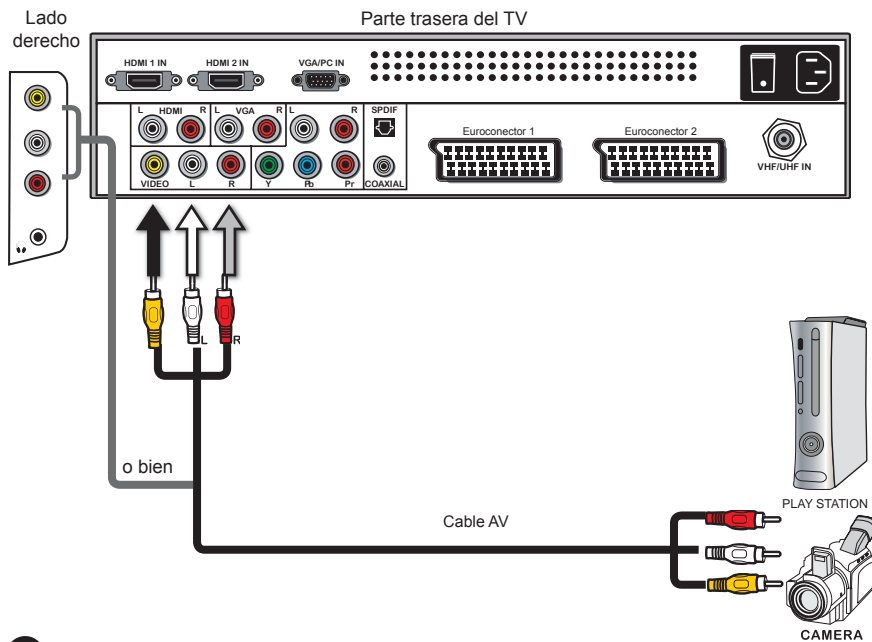 Lado
derecho
Parte trasera del TV
HDMI 1 IN
HDMI 2 IN
VGA/PC IN
L HDMI R
L VGA R
L R
SPDIF
Euroconector 1
Euroconector 2
VHF/UHF IN
VIDEO L R Y Pb Pr COAXIAL
L
R
o bien
Cable AV
PLAY STATION
CAMERA